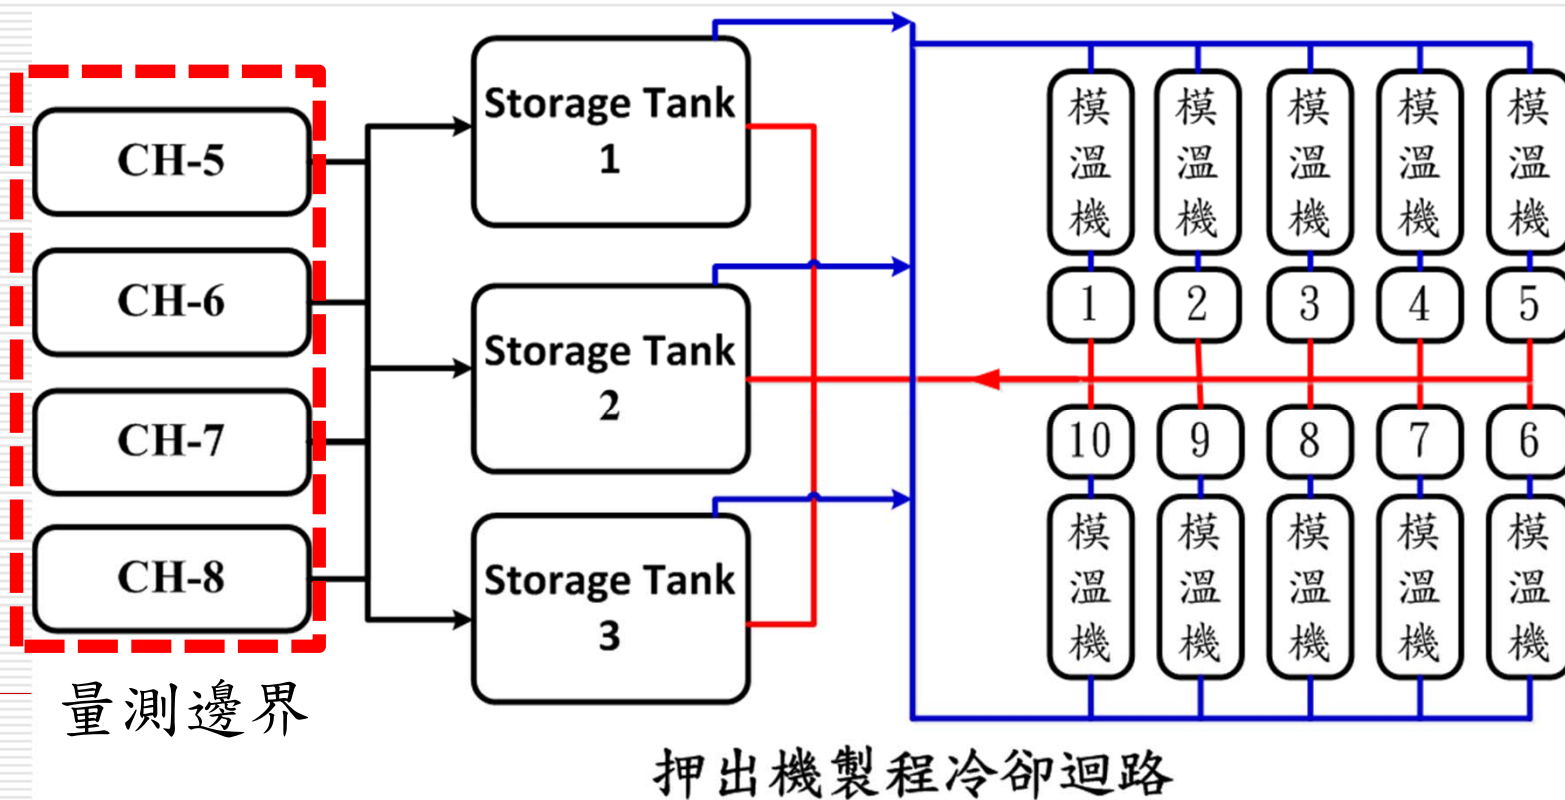 CH-5
CH-6
CH-7
CH-8
量測邊界
Storage Tank
1
Storage Tank
2
Storage Tank
3
模溫機
模溫機
模溫機
模溫機
模溫機
1
2
3
4
5
10
9
8
7
6
模溫機
模溫機
模溫機
模溫機
模溫機
押出機製程冷卻迴路